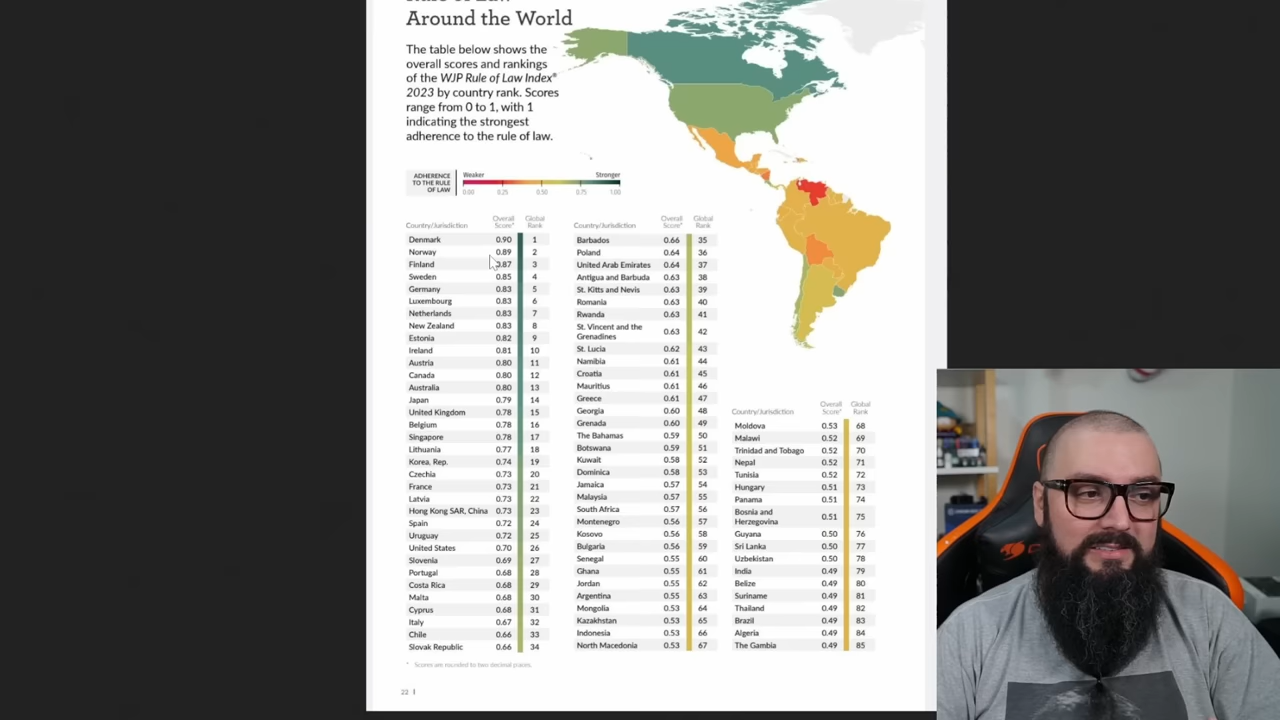 Around the World
The table below shows the
overall scores and rankings
of the WJP Rule of Law Index®
2023 by country rank. Scores
range from 0 to 1, with 1
indicating the strongest
adherence to the rule of law.
ADHERENCE
TO THE RULE
OF LAW
Weaker Stronger
0.00 0.25 0.50 0.75 1.00
Country/Jurisdiction Overall Score* Global Rank
Denmark 0.90 1
Norway 0.89 2
Finland 0.87 3
Sweden 0.85 4
Germany 0.83 5
Luxembourg 0.83 6
Netherlands 0.83 7
New Zealand 0.83 8
Estonia 0.82 9
Ireland 0.81 10
Austria 0.80 11
Canada 0.80 12
Australia 0.80 13
Japan 0.79 14
United Kingdom 0.78 15
Belgium 0.78 16
Singapore 0.78 17
Lithuania 0.77 18
Korea, Rep. 0.74 19
Czechia 0.73 20
France 0.73 21
Latvia 0.73 22
Hong Kong SAR, China 0.73 23
Spain 0.72 24
Uruguay 0.72 25
United States 0.70 26
Slovenia 0.69 27
Portugal 0.68 28
Costa Rica 0.68 29
Malta 0.68 30
Cyprus 0.68 31
Italy 0.67 32
Chile 0.66 33
Slovak Republic 0.66 34
Country/Jurisdiction Overall Score* Global Rank
Barbados 0.66 35
Poland 0.64 36
United Arab Emirates 0.64 37
Antigua and Barbuda 0.63 38
St. Kitts and Nevis 0.63 39
Romania 0.63 40
Rwanda 0.63 41
St. Vincent and the
Grenadines 0.63 42
St. Lucia 0.62 43
Namibia 0.61 44
Croatia 0.61 45
Mauritius 0.61 46
Greece 0.61 47
Georgia 0.60 48
Grenada 0.60 49
The Bahamas 0.59 50
Botswana 0.59 51
Kuwait 0.58 52
Dominica 0.58 53
Jamaica 0.57 54
Malaysia 0.57 55
South Africa 0.57 56
Montenegro 0.56 57
Kosovo 0.56 58
Bulgaria 0.56 59
Senegal 0.55 60
Ghana 0.55 61
Jordan 0.55 62
Argentina 0.55 63
Mongolia 0.53 64
Kazakhstan 0.53 65
Indonesia 0.53 66
North Macedonia 0.53 67
Country/Jurisdiction Overall Score* Global Rank
Moldova 0.53 68
Malawi 0.52 69
Trinidad and Tobago 0.52 70
Nepal 0.52 71
Tunisia 0.52 72
Hungary 0.51 73
Panama 0.51 74
Bosnia and
Herzegovina 0.51 75
Guyana 0.50 76
Sri Lanka 0.50 77
Uzbekistan 0.50 78
India 0.49 79
Belize 0.49 80
Suriname 0.49 81
Thailand 0.49 82
Brazil 0.49 83
Algeria 0.49 84
The Gambia 0.49 85
* Scores are rounded to two decimal places.
22